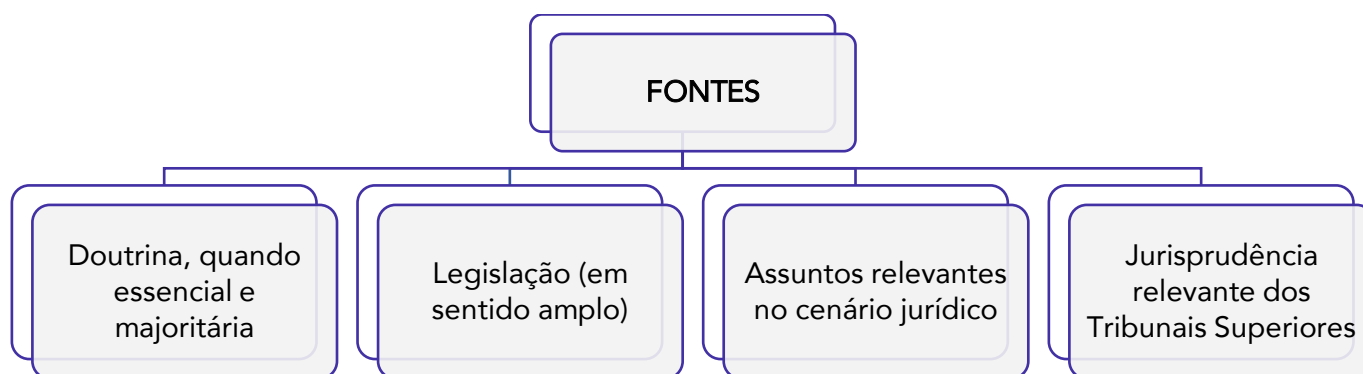 FONTES
Doutrina, quando
essencial e
majoritária
Legislação (em
sentido amplo)
Assuntos relevantes
no cenário jurídico
Jurisprudência
relevante dos
Tribunais Superiores